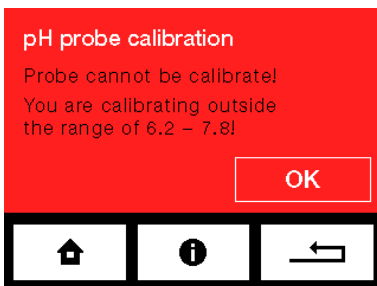 pH probe calibration
Probe cannot be calibrate!
You are calibrating outside
the range of 6.2 – 7.8!
OK